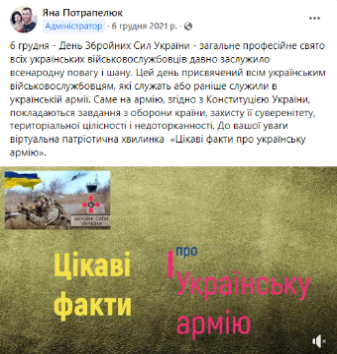 Яна Потрапелюк
Адміністратор · 6 грудня 2021 р. ·
6 грудня - День Збройних Сил України - загальне професійне свято
всіх українських військовослужбовців давно заслужило
всенародну повагу і шану. Цей день присвячений всім українським
військовослужбовцям, які служать або раніше служили в
українській армії. Саме на армію, згідно з Конституцією України,
покладаються завдання з оборони країни, захисту її суверенітету,
територіальної цілісності і недоторканності. До вашої уваги
віртуальна патріотична хвилинка «Цікаві факти про українську
армію».
ЗБРОЙНІ СИЛИ
УКРАЇНИ
Цікаві
факти
про
Українську
армію